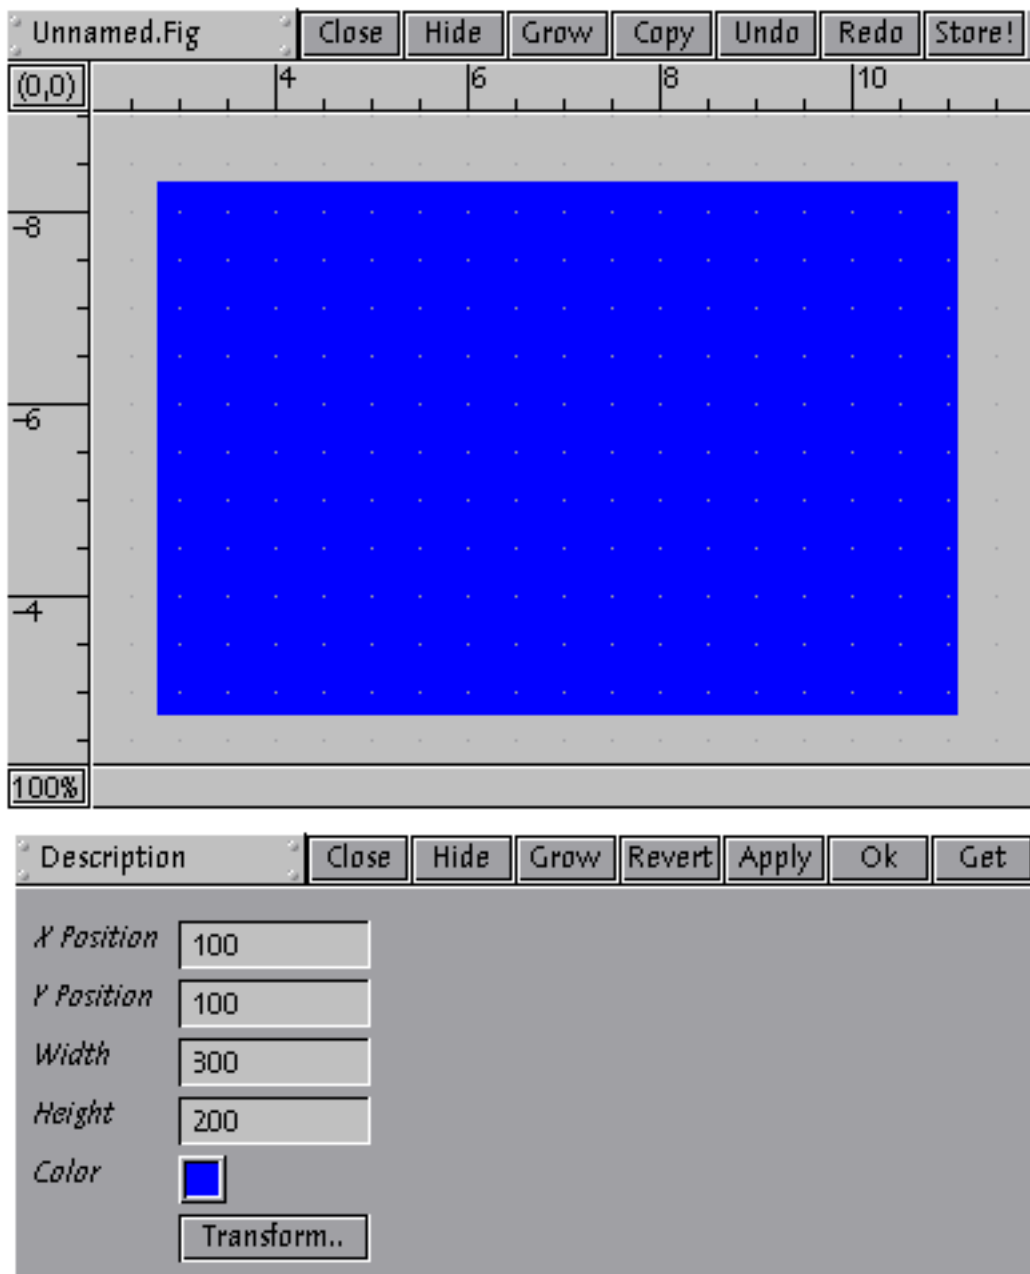 Unnamed.Fig Close Hide Grow Copy Undo Redo Store!
(0,0) 4 6 8 10
-8
-6
-4
100%
Description Close Hide Grow Revert Apply Ok Get
X Position 100
Y Position 100
Width 300
Height 200
Color
Transform..